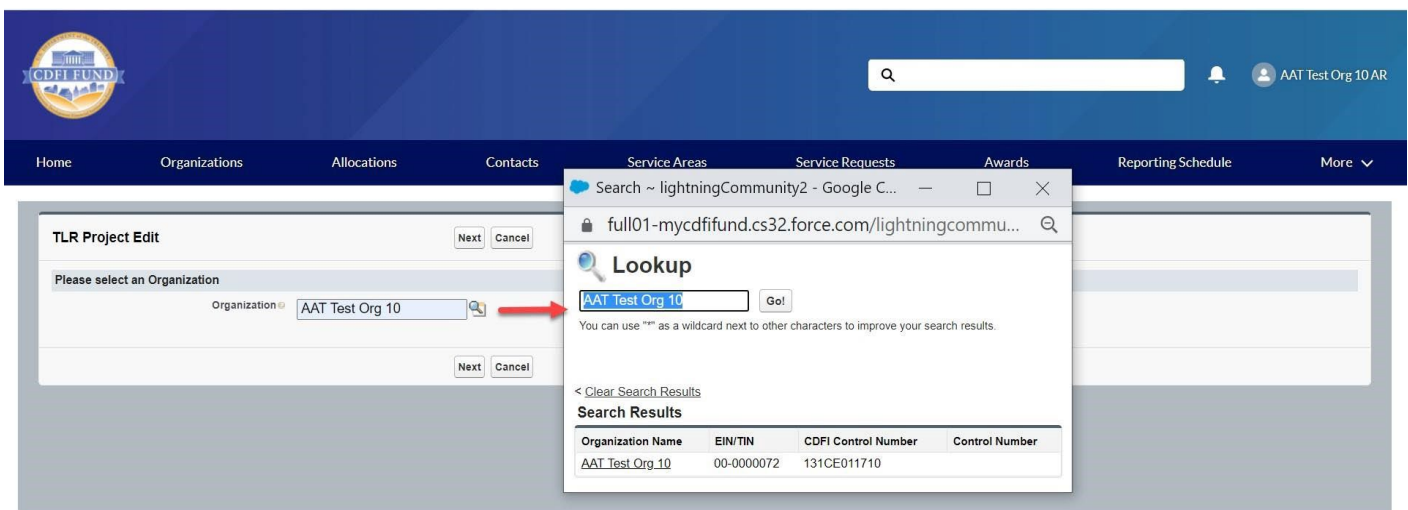 CDFI FUND
AAT Test Org 10 AR
Home Organizations Allocations Contacts Service Areas Service Requests Awards Reporting Schedule More
Search ~ lightningCommunity2 - Google C...
full01-mycdfifund.cs32.force.com/lightningcommu...
TLR Project Edit Next Cancel
Please select an Organization
Organization AAT Test Org 10
Next Cancel
Lookup
AAT Test Org 10 Go!
You can use "*" as a wildcard next to other characters to improve your search results.
< Clear Search Results
Search Results
Organization Name EIN/TIN CDFI Control Number Control Number
AAT Test Org 10 00-0000072 131CE011710